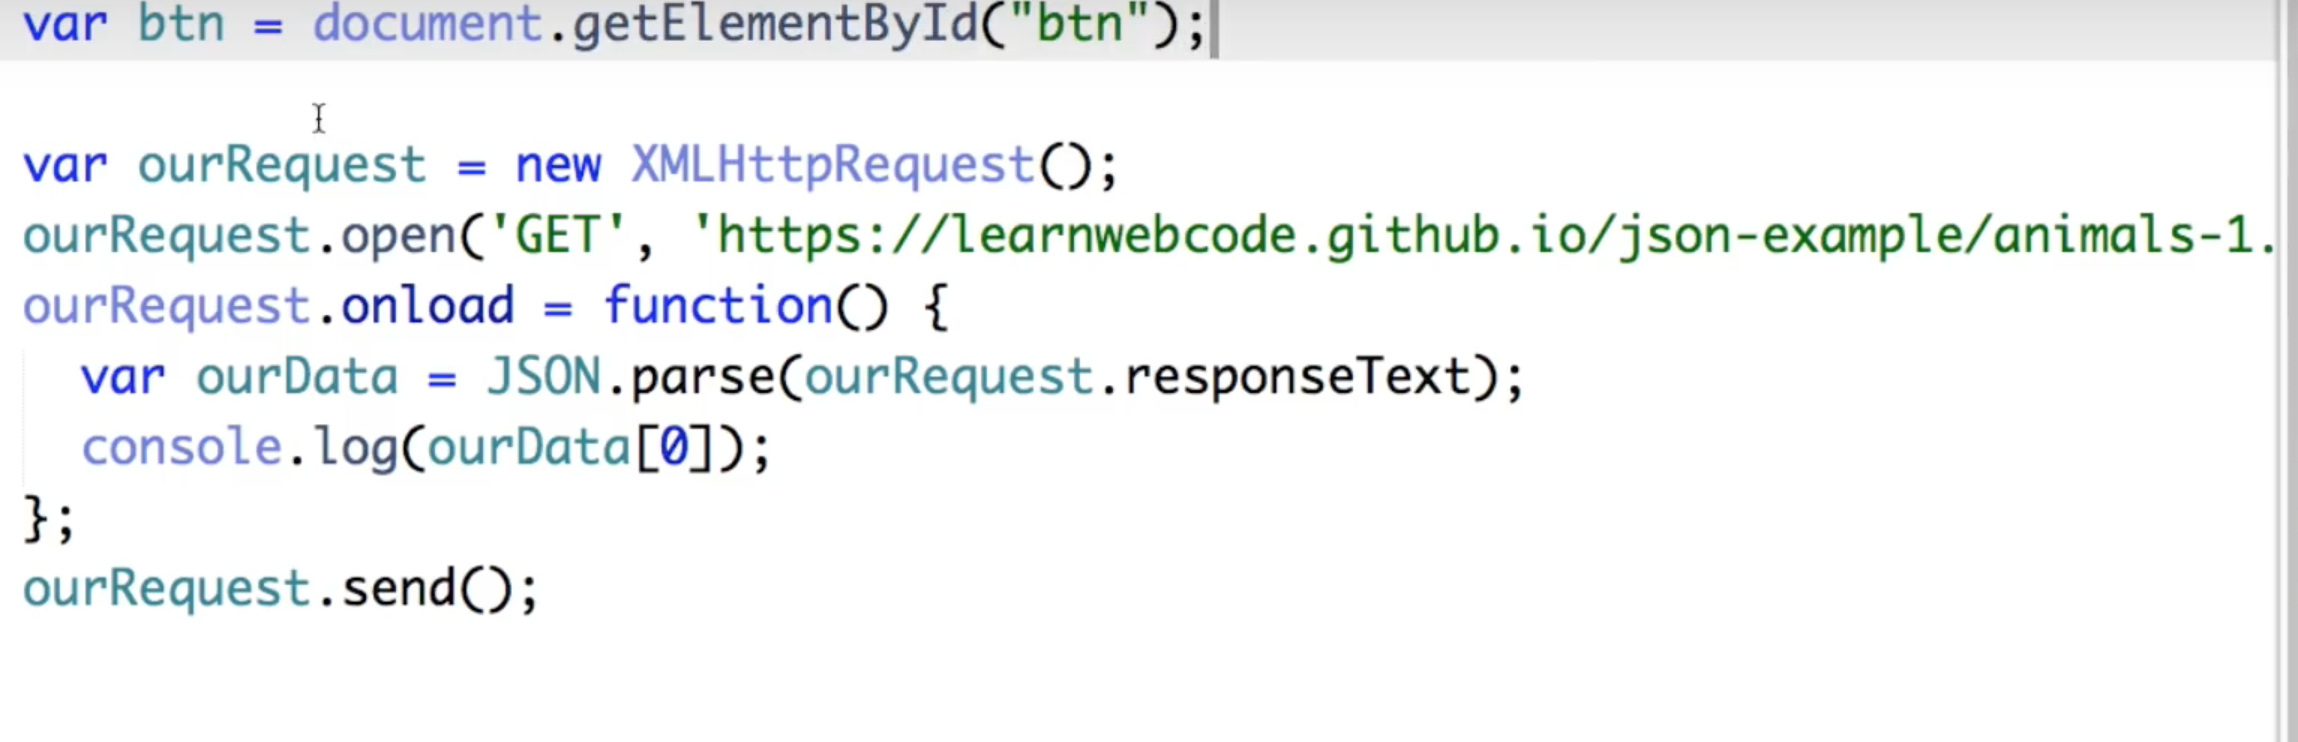 var btn = document.getElementById("btn");
var ourRequest = new XMLHttpRequest();
ourRequest.open('GET', 'https://learnwebcode.github.io/json-example/animals-1.
ourRequest.onload = function() {
var ourData = JSON.parse(ourRequest.responseText);
console.log(ourData[0]);
};
ourRequest.send();